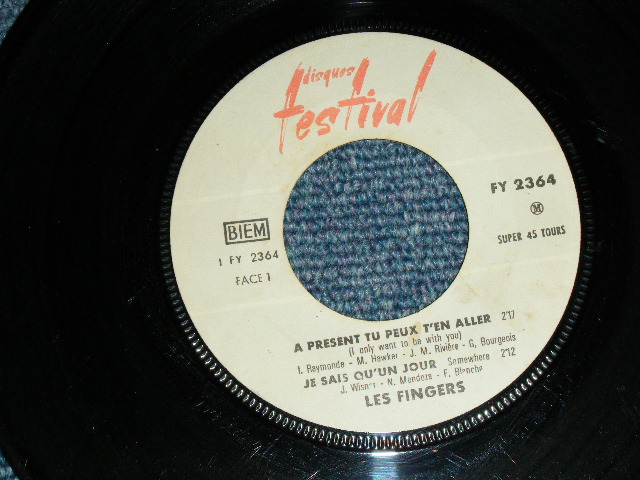 disques
festival
FY 2364
M
BIEM
SUPER 45 TOURS
1 FY 2364
FACE 1
A PRESENT TU PEUX T'EN ALLER 2'17
(I only want to be with you)
I. Raymonde - M. Hawker - J. M. Rivière - G. Bourgeois
JE SAIS QU'UN JOUR Somewhere 2'12
J. Wisner - N. Mendoza - F. Blanche
LES FINGERS